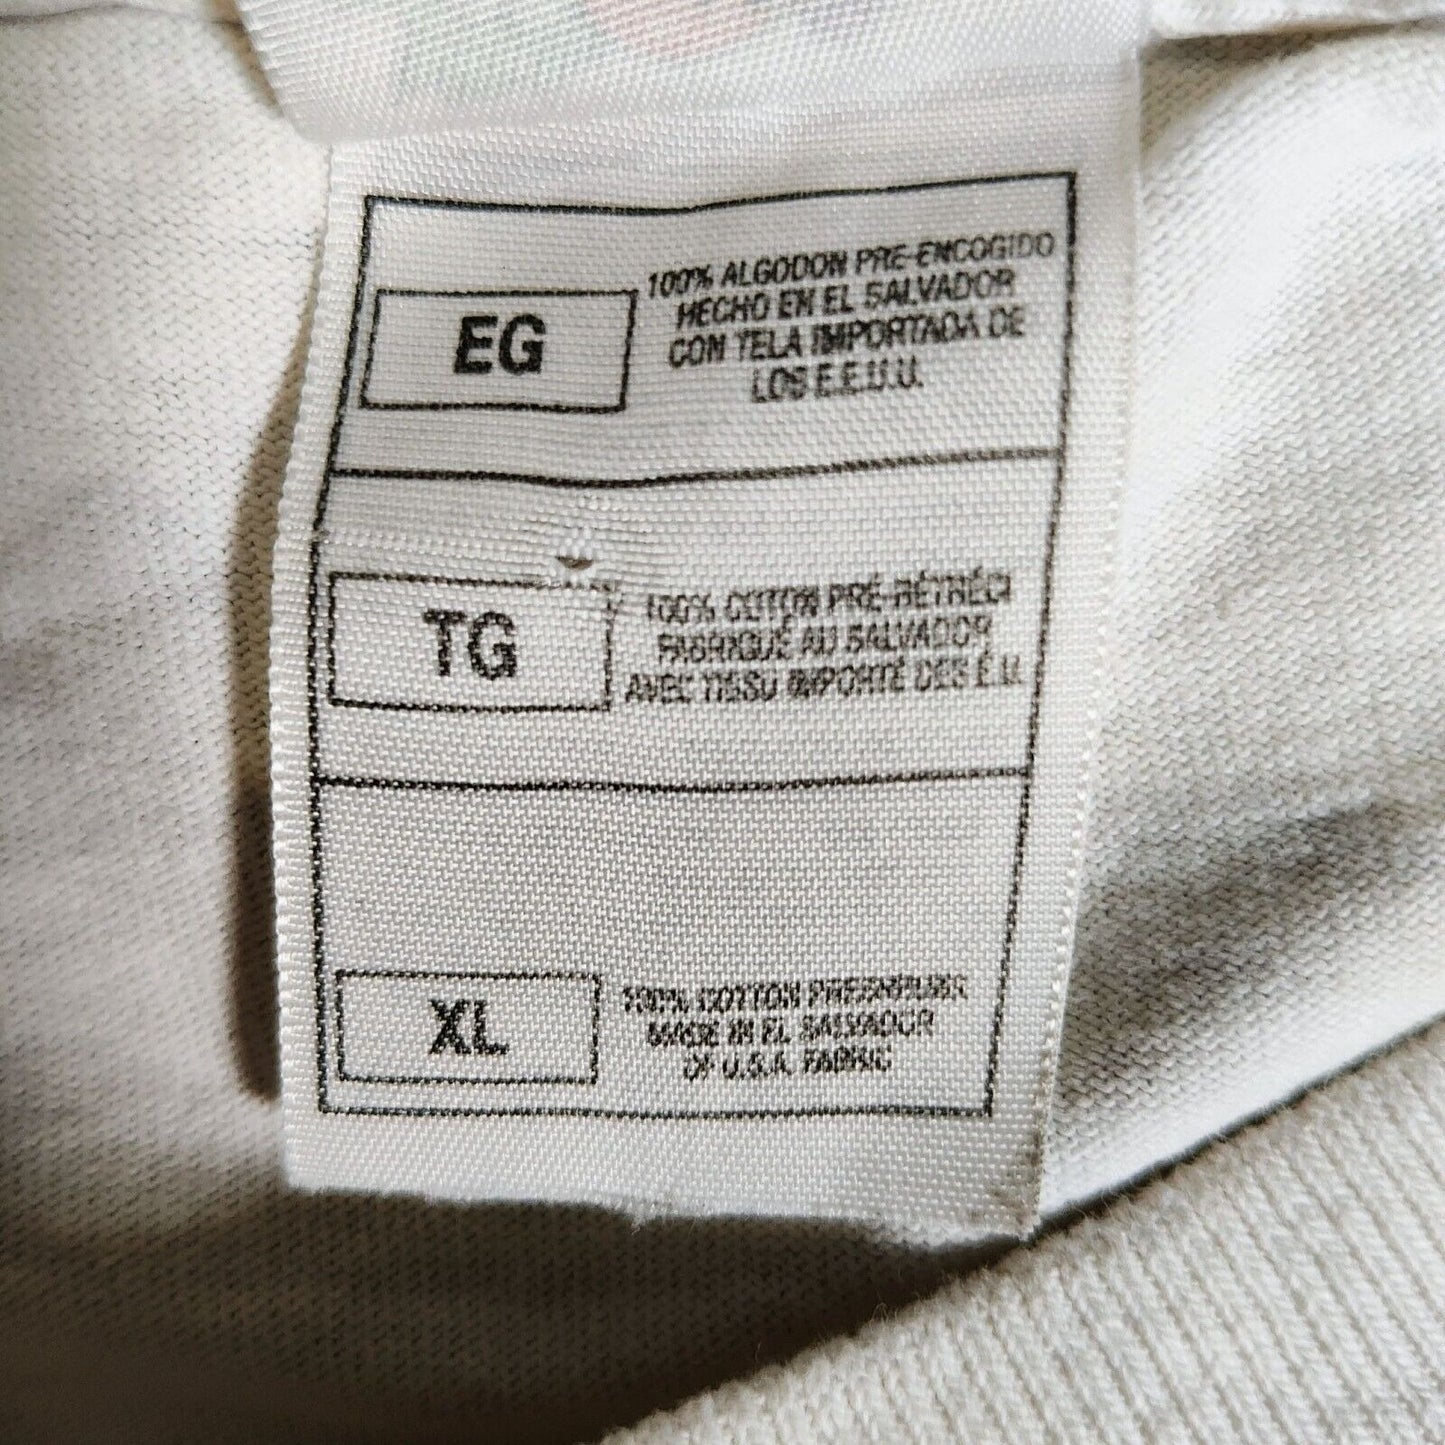 EG
100% ALGODON PRE-ENCOGIDO
HECHO EN EL SALVADOR
CON TELA IMPORTADA DE
LOS E.E.U.U.
TG
100% COTON PRÉ-RÉTRÉCI
FABRIQUÉ AU SALVADOR
AVEC TISSU IMPORTÉ DES É.U.
XL
100% COTTON PRESHRUNK
MADE IN EL SALVADOR
OF U.S.A. FABRIC